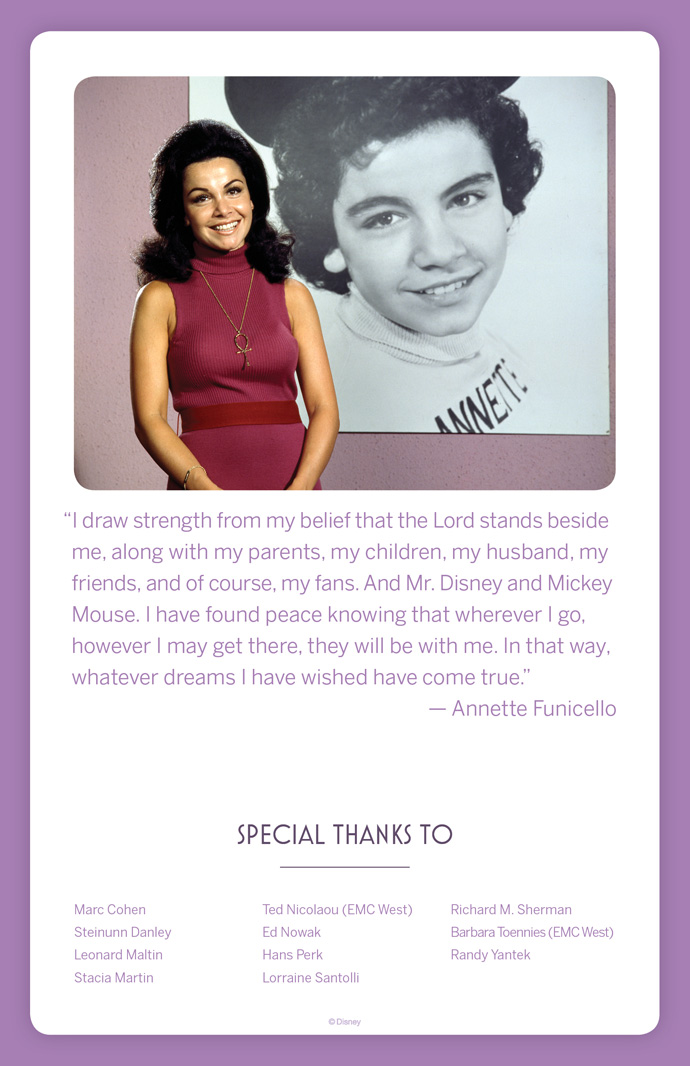 ANNETTE
“I draw strength from my belief that the Lord stands beside
me, along with my parents, my children, my husband, my
friends, and of course, my fans. And Mr. Disney and Mickey
Mouse. I have found peace knowing that wherever I go,
however I may get there, they will be with me. In that way,
whatever dreams I have wished have come true.”
— Annette Funicello
SPECIAL THANKS TO
Marc Cohen
Steinunn Danley
Leonard Maltin
Stacia Martin
Ted Nicolaou (EMC West)
Ed Nowak
Hans Perk
Lorraine Santolli
Richard M. Sherman
Barbara Toennies (EMC West)
Randy Yantek
© Disney